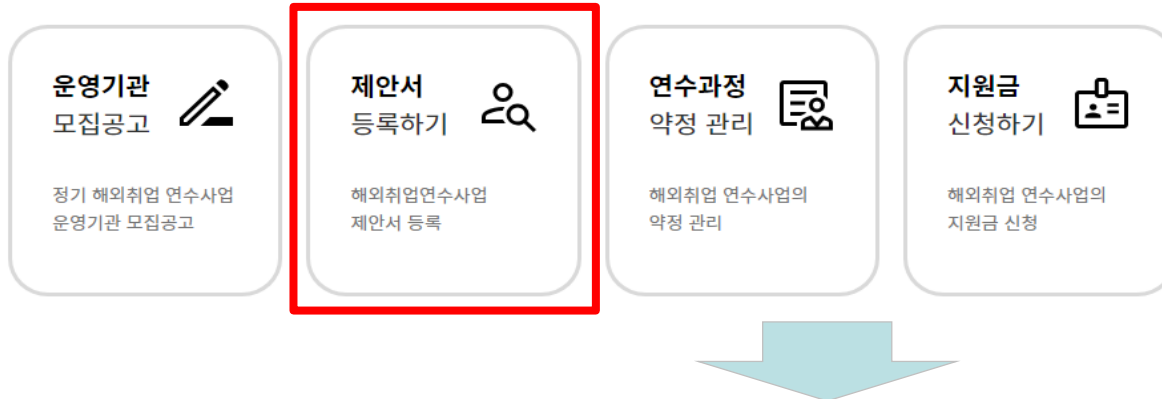 운영기관
모집공고
정기 해외취업 연수사업
운영기관 모집공고
제안서
등록하기
해외취업연수사업
제안서 등록
연수과정
약정 관리
해외취업 연수사업의
약정 관리
지원금
신청하기
해외취업 연수사업의
지원금 신청